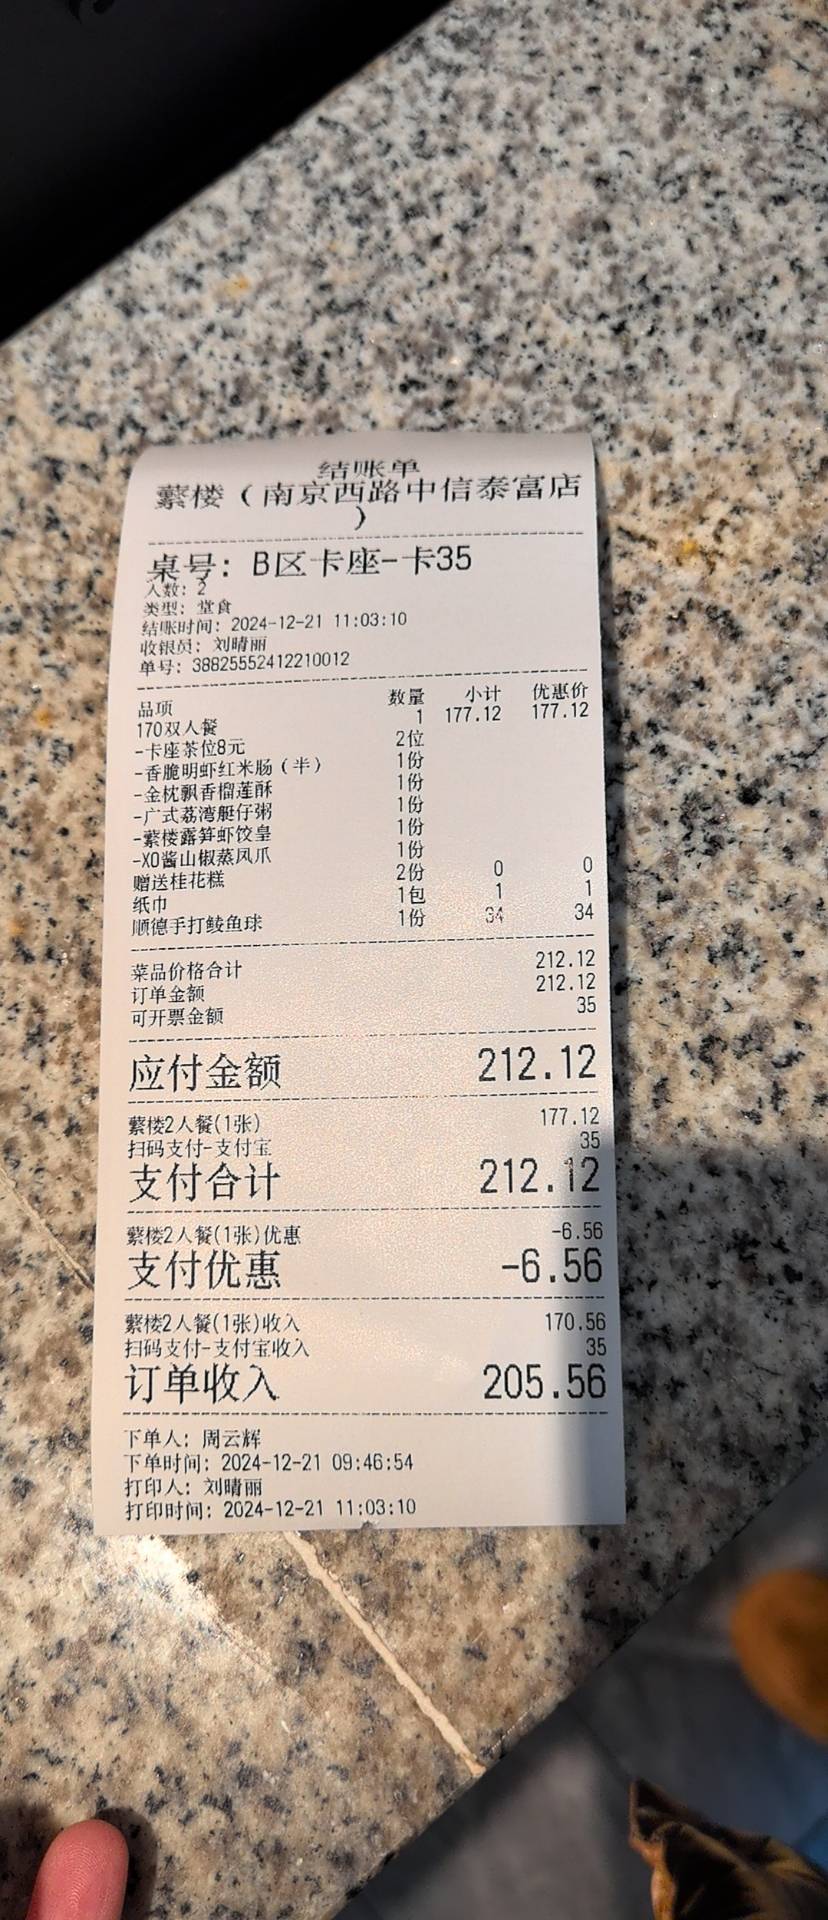 结账单
蘩楼（南京西路中信泰富店
）
桌号: B区卡座-卡35
人数: 2
类型: 堂食
结账时间: 2024-12-21 11:03:10
收银员: 刘晴丽
单号: 38825552412210012
品项 数量 小计 优惠价
170双人餐 1 177.12 177.12
-卡座茶位8元 2位
-香脆明虾红米肠（半） 1份
-金枕飘香榴莲酥 1份
-广式荔湾艇仔粥 1份
-蘩楼露笋虾饺皇 1份
-XO酱山椒蒸凤爪 1份
赠送桂花糕 2份 0 0
纸巾 1包 1 1
顺德手打鲮鱼球 1份 34 34
菜品价格合计 212.12
订单金额 212.12
可开票金额 35
应付金额 212.12
蘩楼2人餐(1张) 177.12
扫码支付-支付宝 35
支付合计 212.12
蘩楼2人餐(1张)优惠 -6.56
支付优惠 -6.56
蘩楼2人餐(1张)收入 170.56
扫码支付-支付宝收入 35
订单收入 205.56
下单人: 周云辉
下单时间: 2024-12-21 09:46:54
打印人: 刘晴丽
打印时间: 2024-12-21 11:03:10